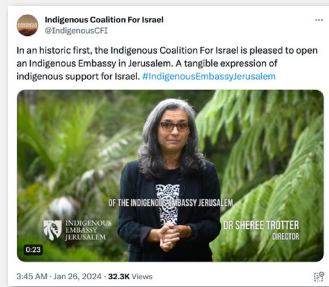 Indigenous Coalition For Israel
@IndigenousCFI
In an historic first, the Indigenous Coalition For Israel is pleased to open
an Indigenous Embassy in Jerusalem. A tangible expression of
indigenous support for Israel. #IndigenousEmbassyJerusalem
OF THE INDIGENOUS EMBASSY JERUSALEM
INDIGENOUS
EMBASSY
JERUSALEM
DR SHEREE TROTTER
DIRECTOR
0:23
3:45 AM · Jan 26, 2024 · 32.3K Views